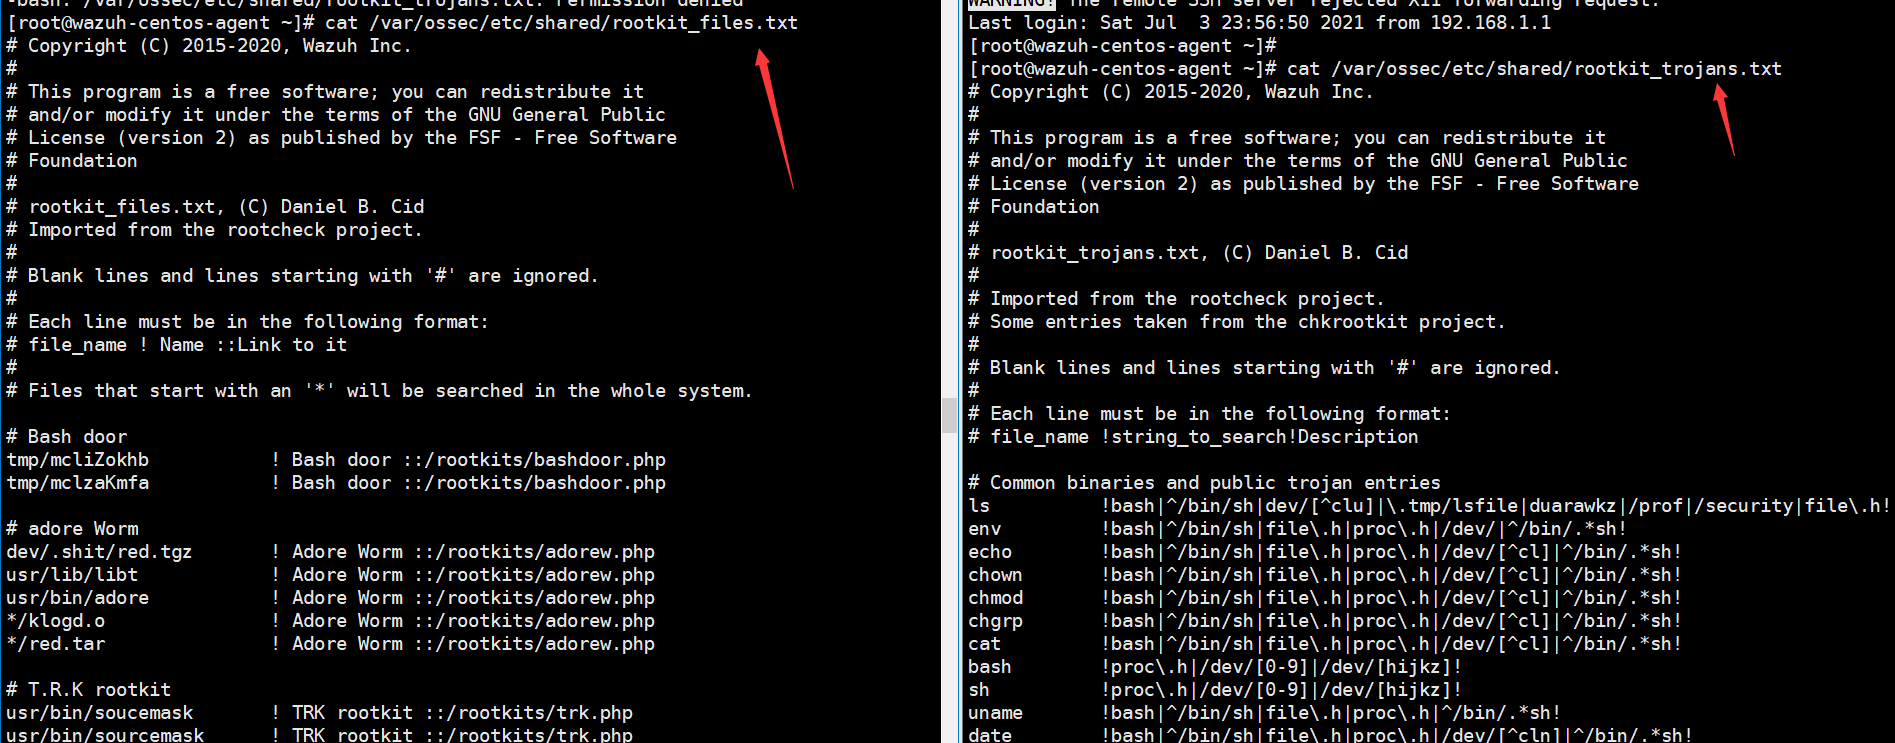 -bash: /var/ossec/etc/shared/rootkit_trojans.txt: Permission denied
[root@wazuh-centos-agent ~]# cat /var/ossec/etc/shared/rootkit_files.txt
# Copyright (C) 2015-2020, Wazuh Inc.
#
# This program is a free software; you can redistribute it
# and/or modify it under the terms of the GNU General Public
# License (version 2) as published by the FSF - Free Software
# Foundation
#
# rootkit_files.txt, (C) Daniel B. Cid
# Imported from the rootcheck project.
#
# Blank lines and lines starting with '#' are ignored.
#
# Each line must be in the following format:
# file_name ! Name ::Link to it
#
# Files that start with an '*' will be searched in the whole system.
# Bash door
tmp/mcliZokhb ! Bash door ::/rootkits/bashdoor.php
tmp/mclzaKmfa ! Bash door ::/rootkits/bashdoor.php
# adore Worm
dev/.shit/red.tgz ! Adore Worm ::/rootkits/adorew.php
usr/lib/libt ! Adore Worm ::/rootkits/adorew.php
usr/bin/adore ! Adore Worm ::/rootkits/adorew.php
*/klogd.o ! Adore Worm ::/rootkits/adorew.php
*/red.tar ! Adore Worm ::/rootkits/adorew.php
# T.R.K rootkit
usr/bin/soucemask ! TRK rootkit ::/rootkits/trk.php
usr/bin/sourcemask ! TRK rootkit ::/rootkits/trk.php
WARNING! The remote SSH server rejected X11 forwarding request.
Last login: Sat Jul  3 23:56:50 2021 from 192.168.1.1
[root@wazuh-centos-agent ~]#
[root@wazuh-centos-agent ~]# cat /var/ossec/etc/shared/rootkit_trojans.txt
# Copyright (C) 2015-2020, Wazuh Inc.
#
# This program is a free software; you can redistribute it
# and/or modify it under the terms of the GNU General Public
# License (version 2) as published by the FSF - Free Software
# Foundation
#
# rootkit_trojans.txt, (C) Daniel B. Cid
#
# Imported from the rootcheck project.
# Some entries taken from the chkrootkit project.
#
# Blank lines and lines starting with '#' are ignored.
#
# Each line must be in the following format:
# file_name !string_to_search!Description
# Common binaries and public trojan entries
ls !bash|^/bin/sh|dev/[^clu]|\.tmp/lsfile|duarawkz|/prof|/security|file\.h!
env !bash|^/bin/sh|file\.h|proc\.h|/dev/|^/bin/.*sh!
echo !bash|^/bin/sh|file\.h|proc\.h|/dev/[^cl]|^/bin/.*sh!
chown !bash|^/bin/sh|file\.h|proc\.h|/dev/[^cl]|^/bin/.*sh!
chmod !bash|^/bin/sh|file\.h|proc\.h|/dev/[^cl]|^/bin/.*sh!
chgrp !bash|^/bin/sh|file\.h|proc\.h|/dev/[^cl]|^/bin/.*sh!
cat !bash|^/bin/sh|file\.h|proc\.h|/dev/[^cl]|^/bin/.*sh!
bash !proc\.h|/dev/[0-9]|/dev/[hijkz]!
sh !proc\.h|/dev/[0-9]|/dev/[hijkz]!
uname !bash|^/bin/sh|file\.h|proc\.h|^/bin/.*sh!
date !bash|^/bin/sh|file\.h|proc\.h|/dev/[^cln]|^/bin/.*sh!